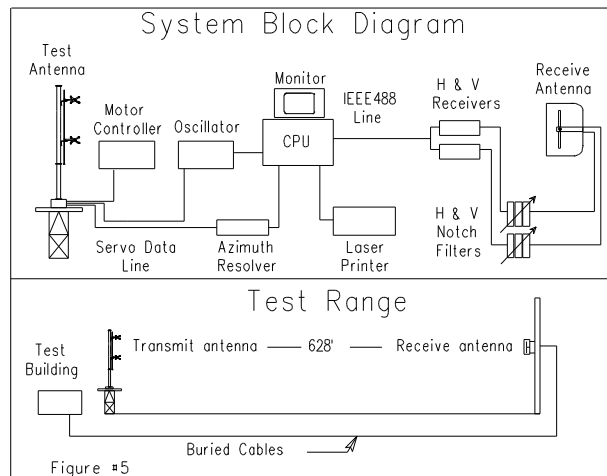 System Block Diagram
Test
Antenna
Motor
Controller
Oscillator
Monitor
CPU
IEEE488
Line
H & V
Receivers
Receive
Antenna
Servo Data
Line
Azimuth
Resolver
Laser
Printer
H & V
Notch
Filters
Test Range
Test
Building
Transmit antenna — 628' — Receive antenna
Buried Cables
Figure #5